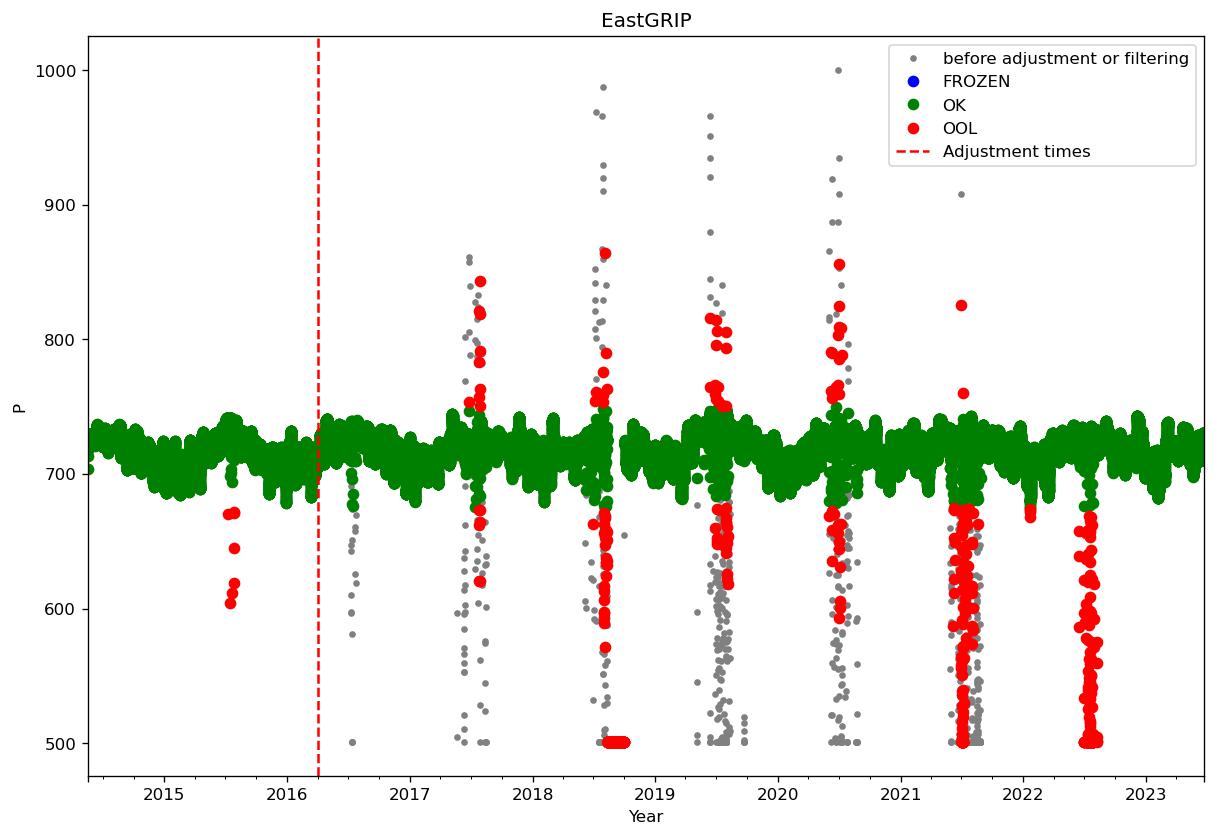 EastGRIP
before adjustment or filtering
FROZEN
OK
OOL
Adjustment times
1000
900
800
700
600
500
P
2015 2016 2017 2018 2019 2020 2021 2022 2023
Year